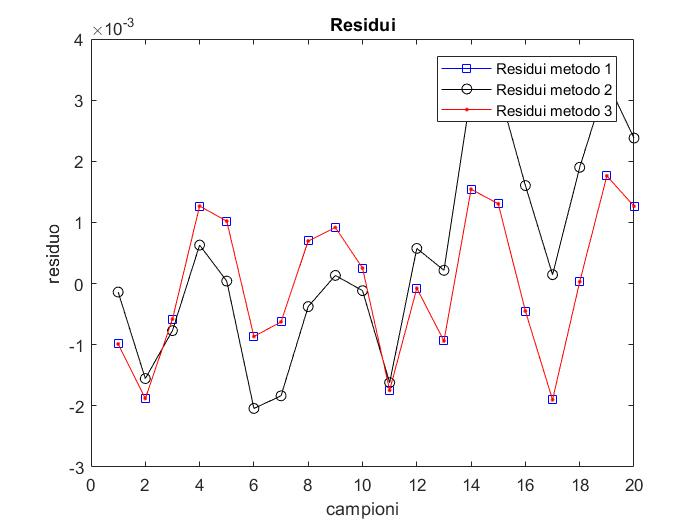 Residui
×10-3
4
3
2
1
0
-1
-2
-3
residuo
Residui metodo 1
Residui metodo 2
Residui metodo 3
0 2 4 6 8 10 12 14 16 18 20
campioni